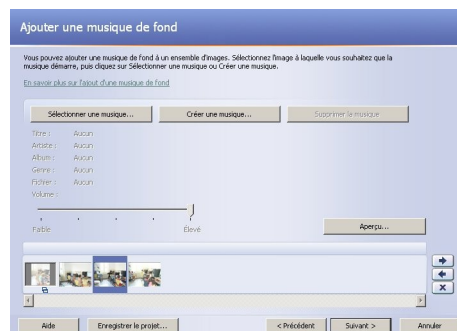 Ajouter une musique de fond
Vous pouvez ajouter une musique de fond à un ensemble d'images. Sélectionnez l'image à laquelle vous souhaitez que la
musique démarre, puis cliquez sur Sélectionner une musique ou Créer une musique.
En savoir plus sur l'ajout d'une musique de fond
Sélectionner une musique... Créer une musique... Supprimer la musique
Titre : Aucun
Artiste : Aucun
Album : Aucun
Genre : Aucun
Fichier : Aucun
Volume :
Faible Élevé
Aperçu...
Aide Enregistrer le projet... < Précédent Suivant > Annuler